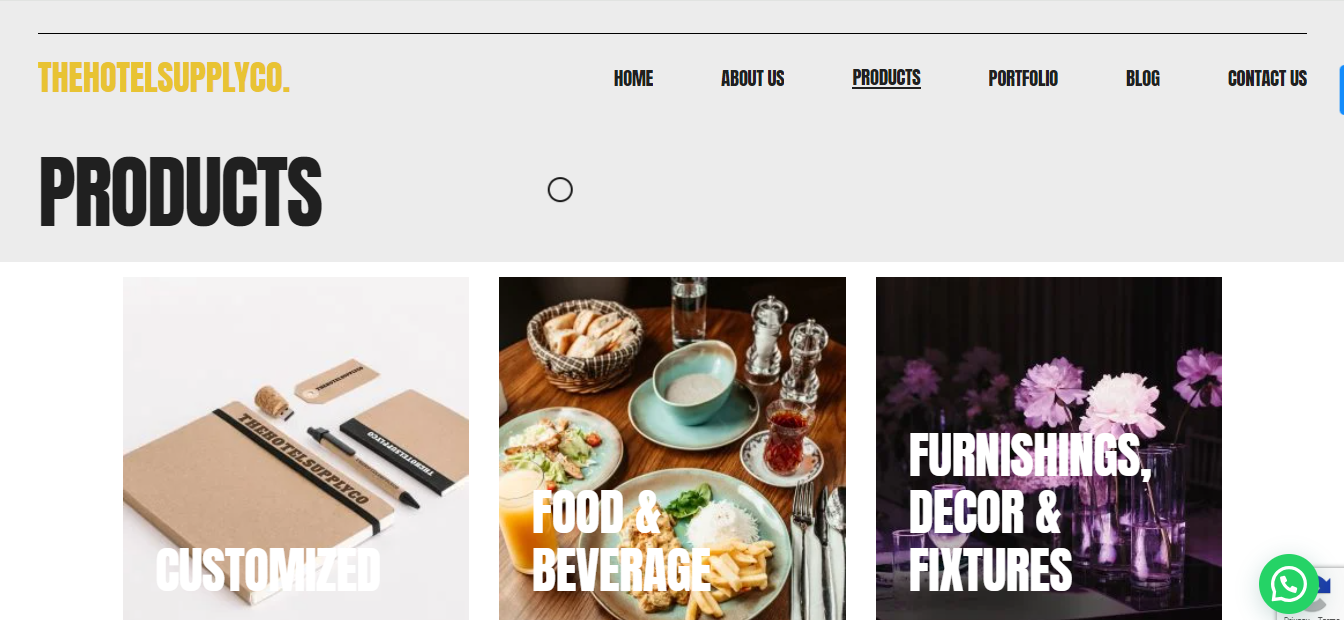 THEHOTELSUPPLYCO.
HOME
ABOUT US
PRODUCTS
PORTFOLIO
BLOG
CONTACT US
PRODUCTS
THEHOTELSUPPLYCO
THEHOTELSUPPLYCO
THEHOTELSUPPLYCO
CUSTOMIZED
FOOD &
BEVERAGE
FURNISHINGS,
DECOR &
FIXTURES